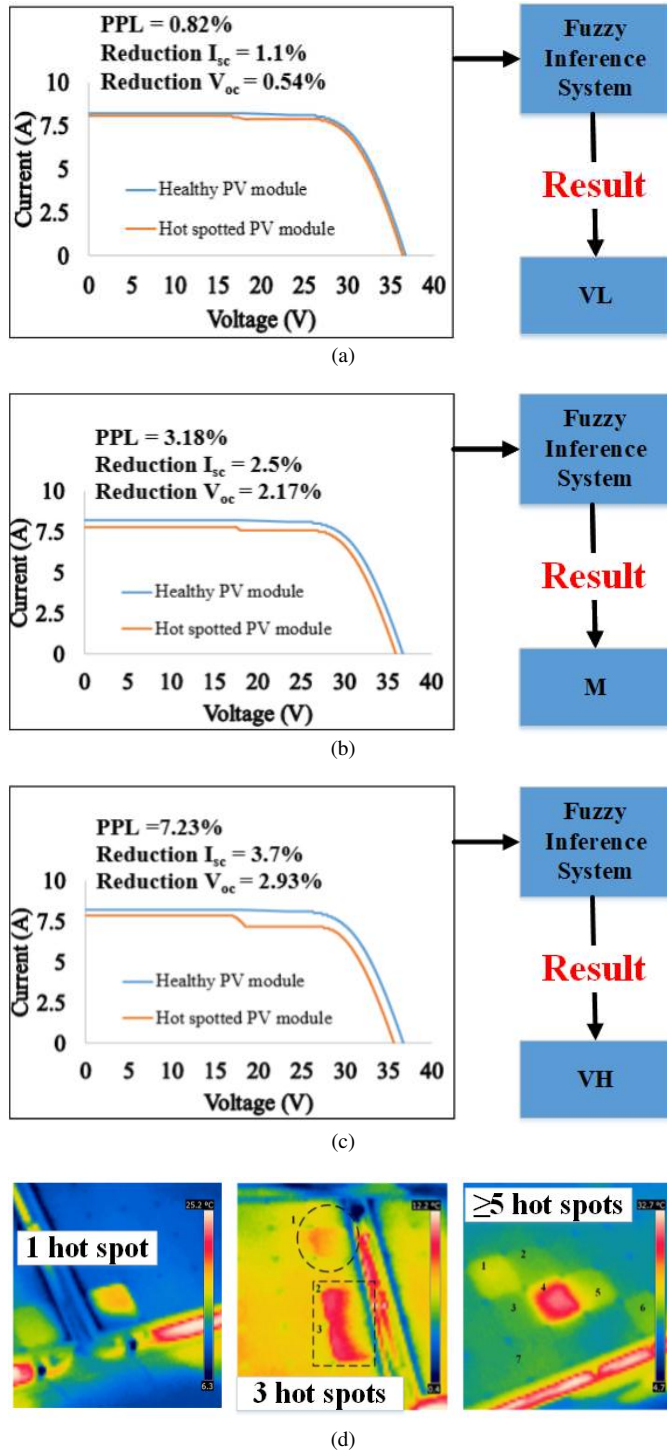 PPL = 0.82%
Reduction Isc = 1.1%
Reduction Voc = 0.54%
10
7.5
5
2.5
0
Current (A)
Healthy PV module
Hot spotted PV module
0 5 10 15 20 25 30 35 40
Voltage (V)
Fuzzy
Inference
System
Result
VL
(a)
PPL = 3.18%
Reduction Isc = 2.5%
Reduction Voc = 2.17%
10
7.5
5
2.5
0
Current (A)
Healthy PV module
Hot spotted PV module
0 5 10 15 20 25 30 35 40
Voltage (V)
Fuzzy
Inference
System
Result
M
(b)
PPL =7.23%
Reduction Isc = 3.7%
Reduction Voc = 2.93%
10
7.5
5
2.5
0
Current (A)
Healthy PV module
Hot spotted PV module
0 5 10 15 20 25 30 35 40
Voltage (V)
Fuzzy
Inference
System
Result
VH
(c)
25.2 ºC
1 hot spot
6.3
12.2 ºC
1
2
3
3 hot spots
0.4
32.7 ºC
≥5 hot spots
1
2
3
4
5
6
7
4.7
(d)